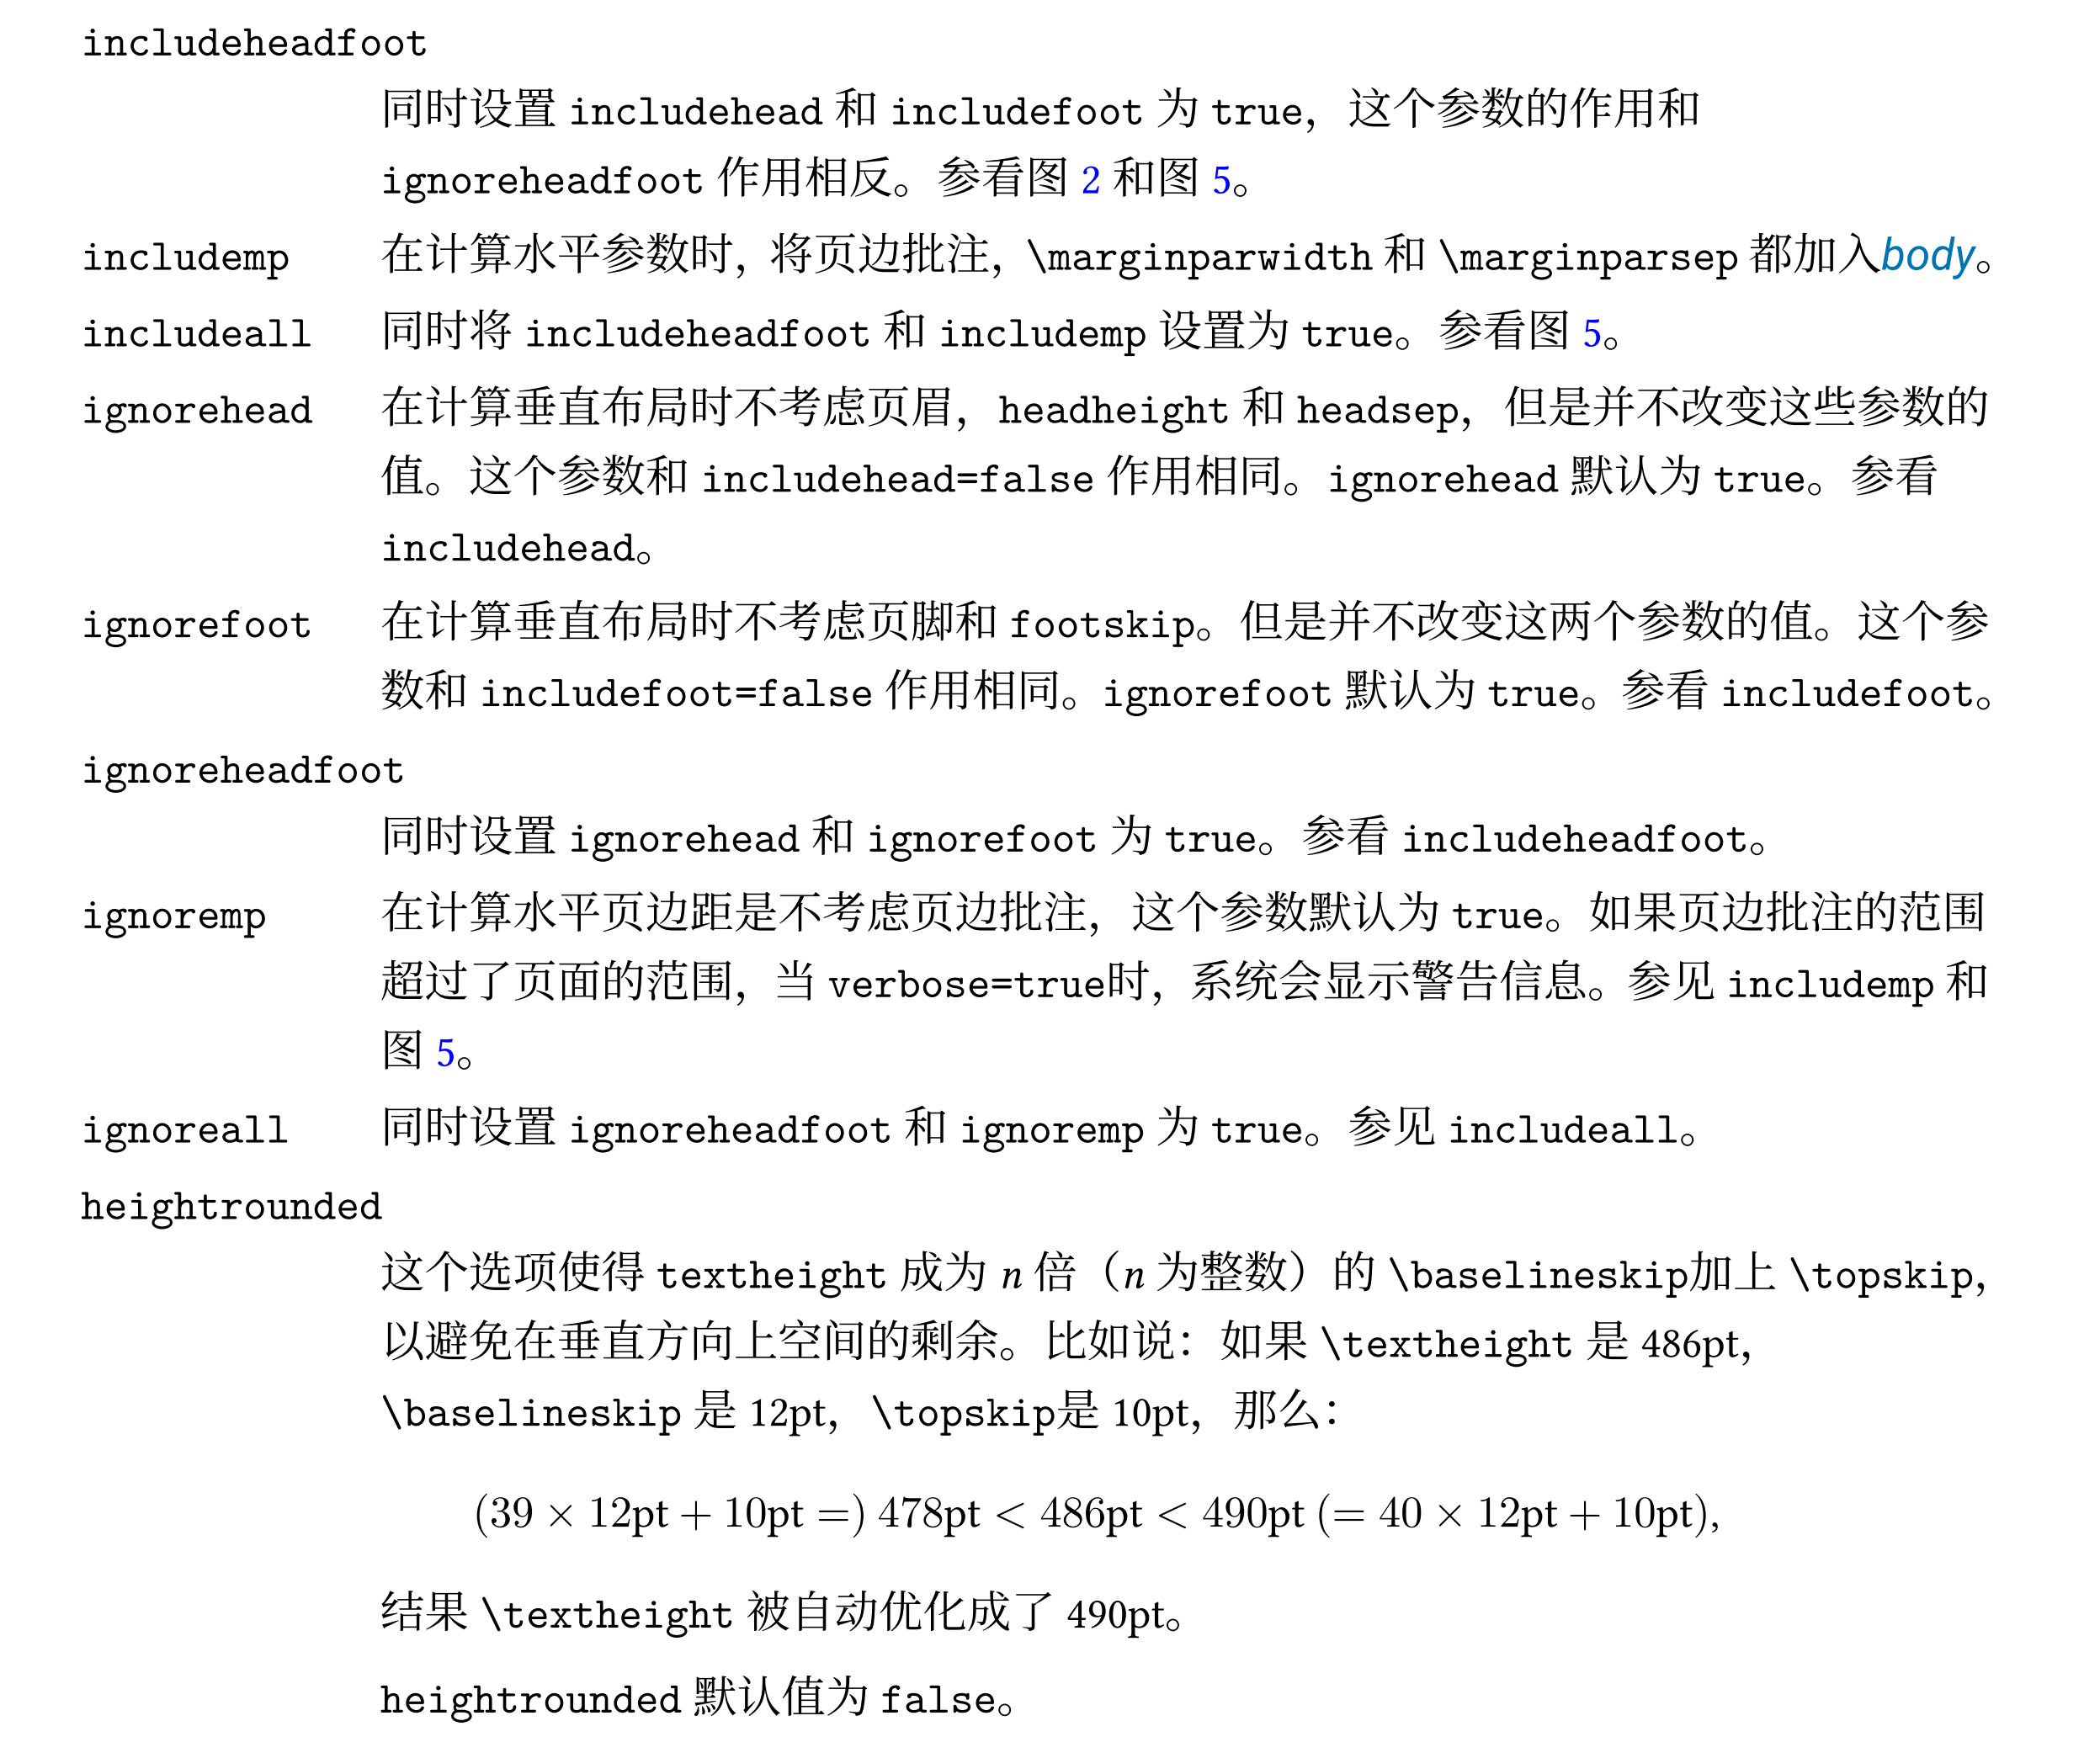 includeheadfoot
同时设置 includehead 和 includefoot 为 true，这个参数的作用和
ignoreheadfoot 作用相反。参看图 2 和图 5。
includemp 在计算水平参数时，将页边批注，\marginparwidth 和 \marginparsep 都加入body。
includeall 同时将 includeheadfoot 和 includemp 设置为 true。参看图 5。
ignorehead 在计算垂直布局时不考虑页眉，headheight 和 headsep，但是并不改变这些参数的
值。这个参数和 includehead=false 作用相同。ignorehead 默认为 true。参看
includehead。
ignorefoot 在计算垂直布局时不考虑页脚和 footskip。但是并不改变这两个参数的值。这个参
数和 includefoot=false 作用相同。ignorefoot 默认为 true。参看 includefoot。
ignoreheadfoot
同时设置 ignorehead 和 ignorefoot 为 true。参看 includeheadfoot。
ignoremp 在计算水平页边距是不考虑页边批注，这个参数默认为 true。如果页边批注的范围
超过了页面的范围，当 verbose=true时，系统会显示警告信息。参见 includemp 和
图 5。
ignoreall 同时设置 ignoreheadfoot 和 ignoremp 为 true。参见 includeall。
heightrounded
这个选项使得 textheight 成为 n 倍（n 为整数）的 \baselineskip加上 \topskip，
以避免在垂直方向上空间的剩余。比如说：如果 \textheight 是 486pt，
\baselineskip 是 12pt，\topskip是 10pt，那么：
(39 × 12pt + 10pt =) 478pt < 486pt < 490pt (= 40 × 12pt + 10pt),
结果 \textheight 被自动优化成了 490pt。
heightrounded 默认值为 false。